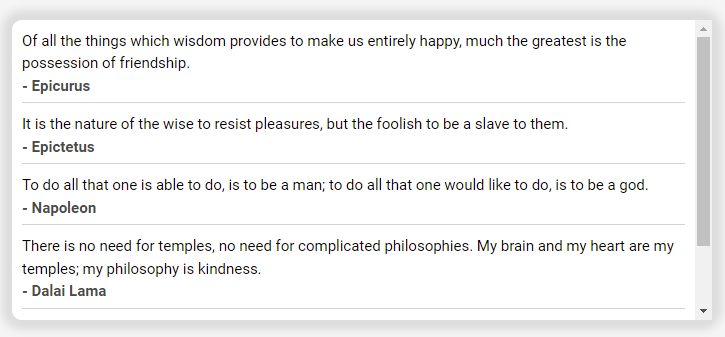 Of all the things which wisdom provides to make us entirely happy, much the greatest is the
possession of friendship.
- Epicurus
It is the nature of the wise to resist pleasures, but the foolish to be a slave to them.
- Epictetus
To do all that one is able to do, is to be a man; to do all that one would like to do, is to be a god.
- Napoleon
There is no need for temples, no need for complicated philosophies. My brain and my heart are my
temples; my philosophy is kindness.
- Dalai Lama